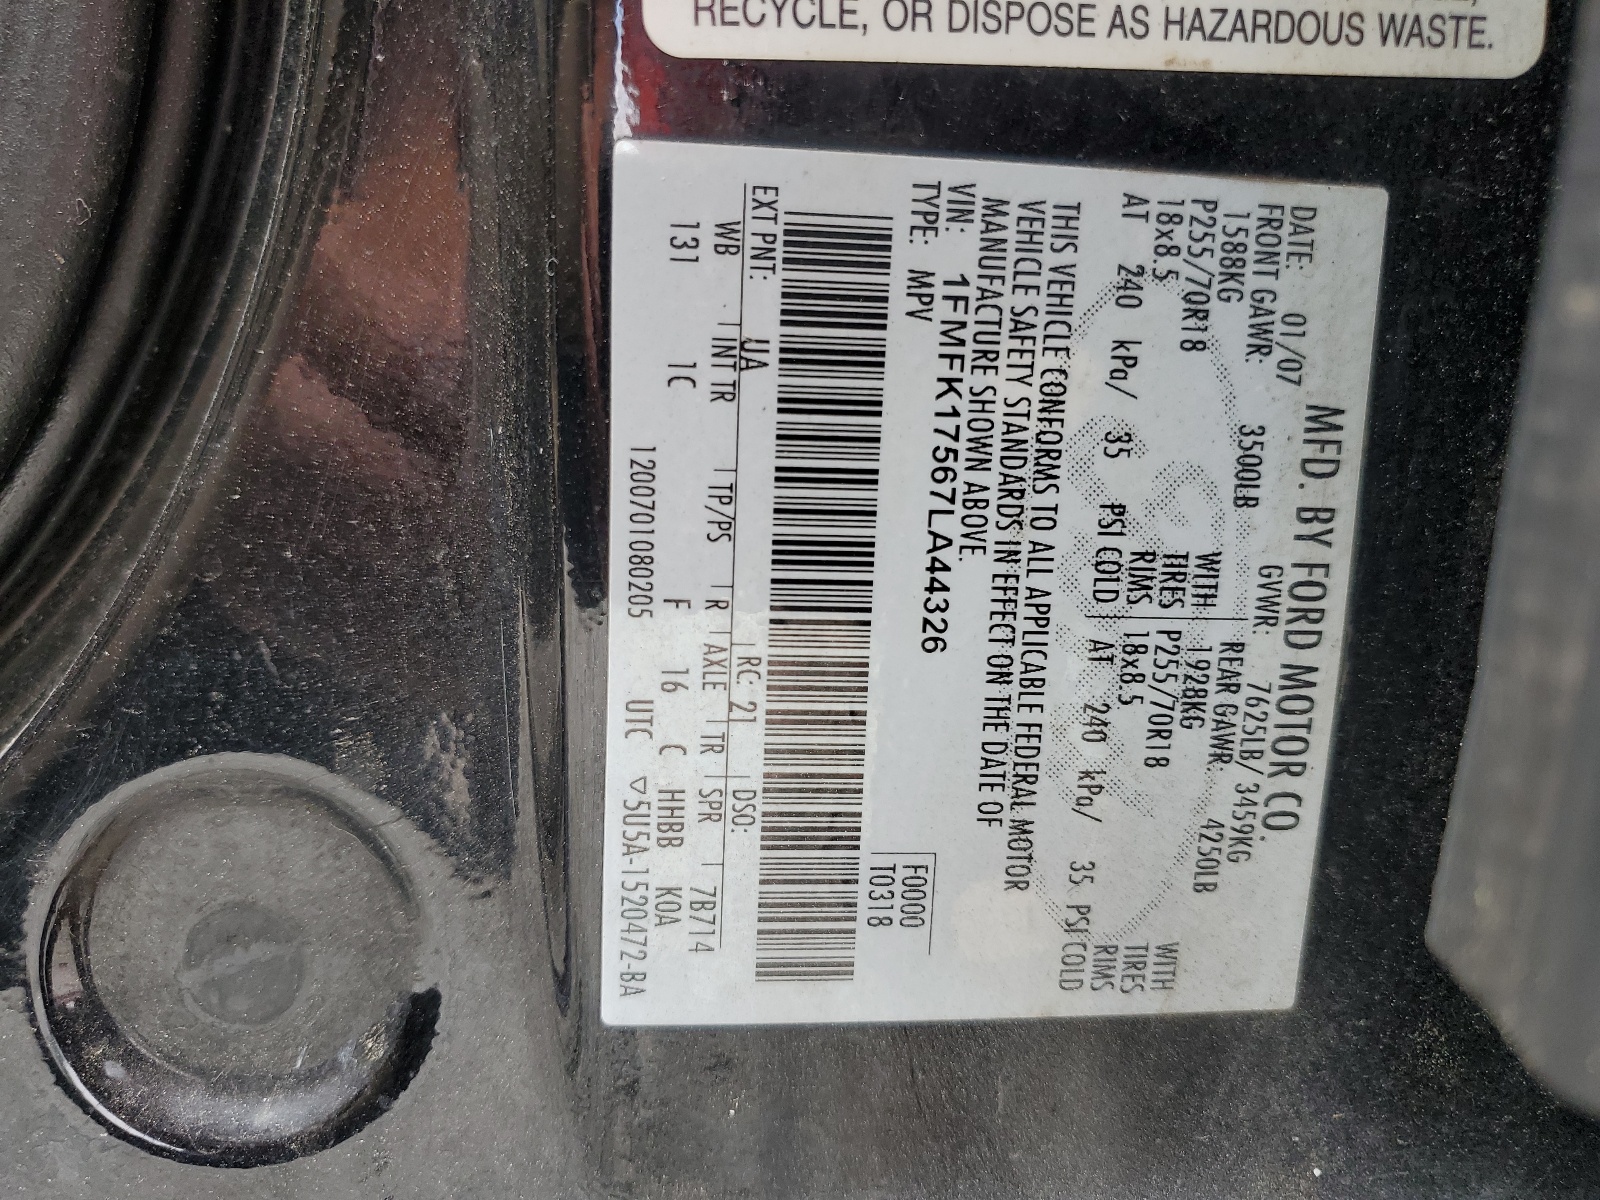 RECYCLE, OR DISPOSE AS HAZARDOUS WASTE.
MFD. BY FORD MOTOR CO.
DATE: 01/07 GVWR: 7625LB/ 3459KG
FRONT GAWR: 3500LB REAR GAWR: 4250LB
1588KG WITH 1928KG WITH
P255/70R18 TIRES P255/70R18 TIRES
18x8.5 RIMS 18x8.5 RIMS
AT 240 kPa/ 35 PSI COLD AT 240 kPa/ 35 PSI COLD
THIS VEHICLE CONFORMS TO ALL APPLICABLE FEDERAL MOTOR
VEHICLE SAFETY STANDARDS IN EFFECT ON THE DATE OF
MANUFACTURE SHOWN ABOVE.
VIN: 1FMFK17567LA44326 F0000
TYPE: MPV T0318
EXT PNT: UA RC: 21 DSO:
WB INT TR TP/PS R AXLE TR SPR 7B714
131 1C F 16 C HHBB KOA
1200701080205 UTC ▽5U5A-1520472-BA